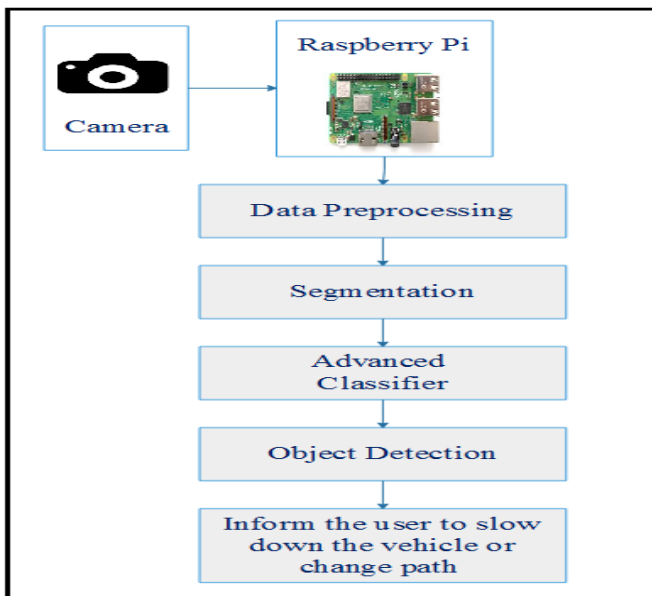 Camera
Raspberry Pi
Data Preprocessing
Segmentation
Advanced
Classifier
Object Detection
Inform the user to slow
down the vehicle or
change path